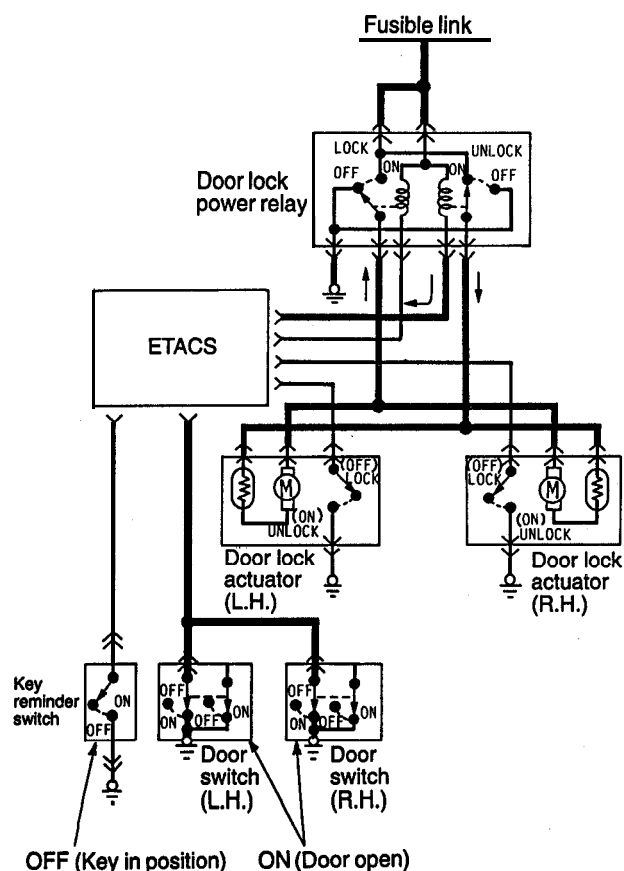 Fusible link
LOCK
UNLOCK
OFF
ON
ON
OFF
Door lock
power relay
ETACS
(OFF)
LOCK
M
(ON)
UNLOCK
Door lock
actuator
(L.H.)
(OFF)
LOCK
M
(ON)
UNLOCK
Door lock
actuator
(R.H.)
Key
reminder
switch
ON
OFF
OFF
ON
OFF
ON
Door
switch
(L.H.)
OFF
ON
OFF
ON
Door
switch
(R.H.)
OFF (Key in position)
ON (Door open)